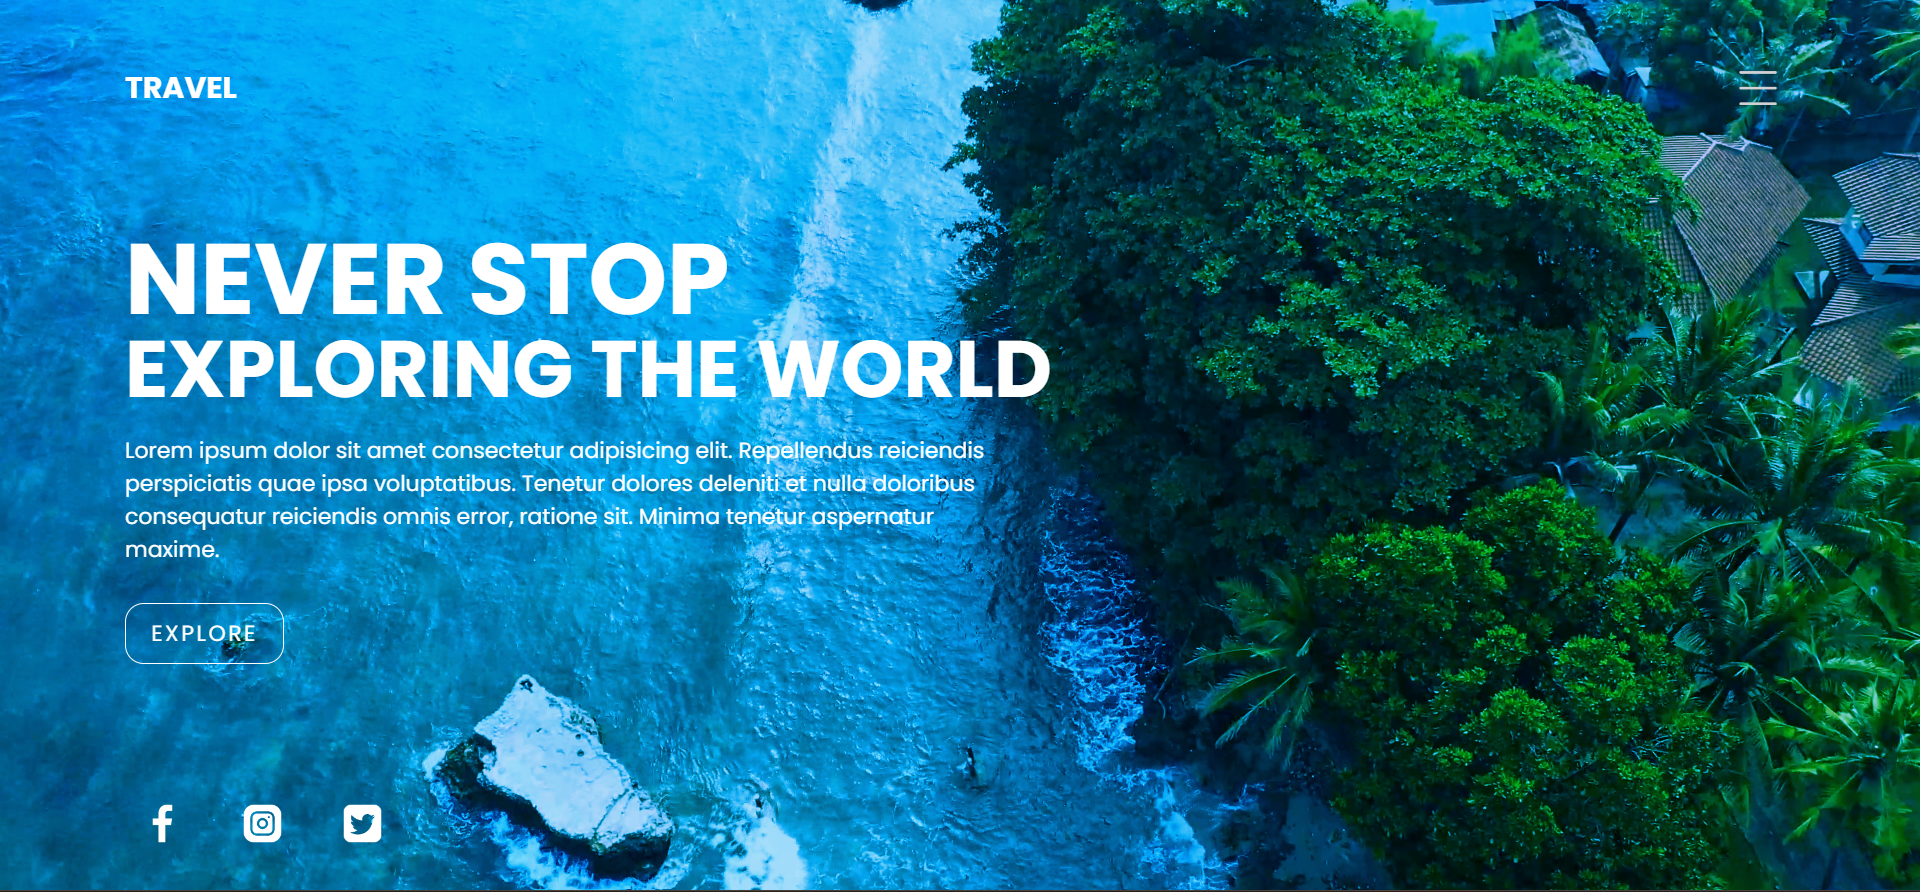 TRAVEL
NEVER STOP
EXPLORING THE WORLD
Lorem ipsum dolor sit amet consectetur adipisicing elit. Repellendus reiciendis
perspiciatis quae ipsa voluptatibus. Tenetur dolores deleniti et nulla doloribus
consequatur reiciendis omnis error, ratione sit. Minima tenetur aspernatur
maxime.
EXPLORE